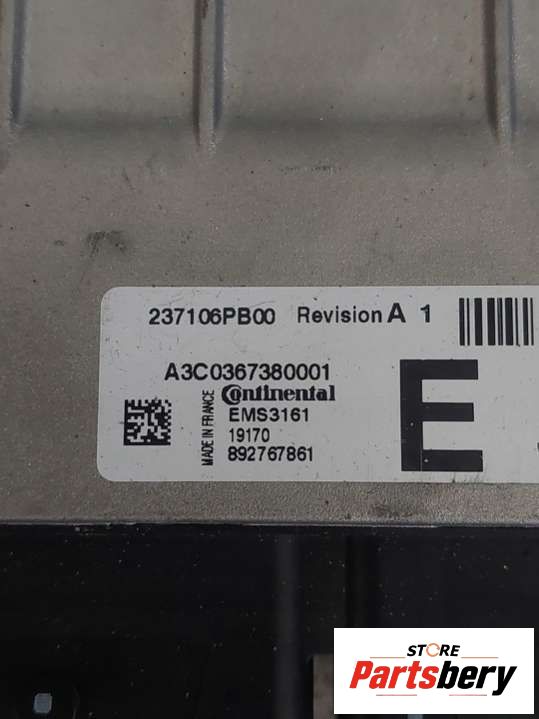 237106PB00 Revision A 1
A3C0367380001
Continental
MADE IN FRANCE
EMS3161
19170
892767861
E
STORE
Partsbery